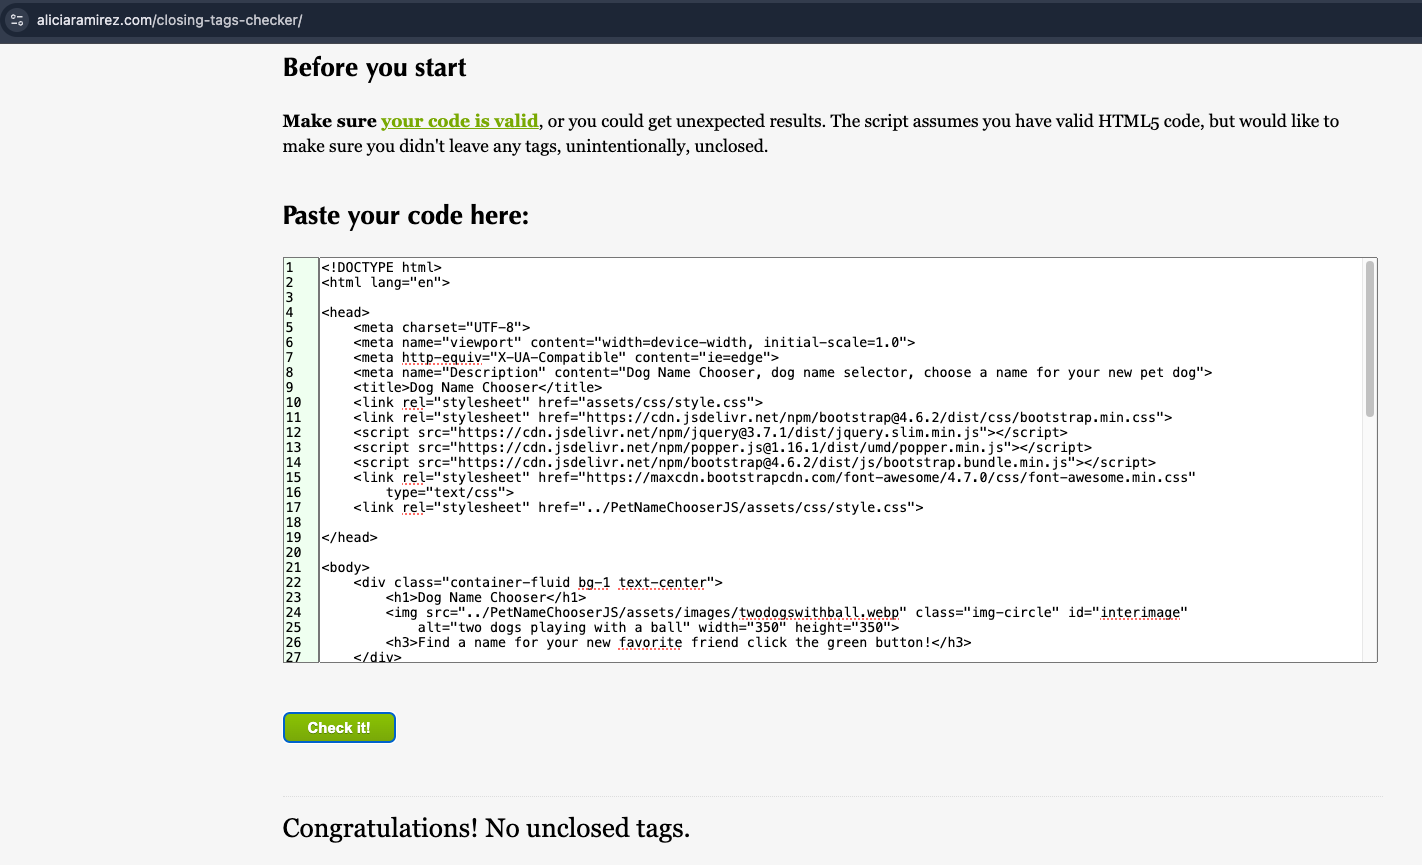 aliciaramirez.com/closing-tags-checker/
Before you start
Make sure your code is valid, or you could get unexpected results. The script assumes you have valid HTML5 code, but would like to
make sure you didn't leave any tags, unintentionally, unclosed.
Paste your code here:
1 <!DOCTYPE html>
2 <html lang="en">
3
4 <head>
5     <meta charset="UTF-8">
6     <meta name="viewport" content="width=device-width, initial-scale=1.0">
7     <meta http-equiv="X-UA-Compatible" content="ie=edge">
8     <meta name="Description" content="Dog Name Chooser, dog name selector, choose a name for your new pet dog">
9     <title>Dog Name Chooser</title>
10     <link rel="stylesheet" href="assets/css/style.css">
11     <link rel="stylesheet" href="https://cdn.jsdelivr.net/npm/bootstrap@4.6.2/dist/css/bootstrap.min.css">
12     <script src="https://cdn.jsdelivr.net/npm/jquery@3.7.1/dist/jquery.slim.min.js"></script>
13     <script src="https://cdn.jsdelivr.net/npm/popper.js@1.16.1/dist/umd/popper.min.js"></script>
14     <script src="https://cdn.jsdelivr.net/npm/bootstrap@4.6.2/dist/js/bootstrap.bundle.min.js"></script>
15     <link rel="stylesheet" href="https://maxcdn.bootstrapcdn.com/font-awesome/4.7.0/css/font-awesome.min.css"
16         type="text/css">
17     <link rel="stylesheet" href="../PetNameChooserJS/assets/css/style.css">
18
19 </head>
20
21 <body>
22     <div class="container-fluid bg-1 text-center">
23         <h1>Dog Name Chooser</h1>
24         <img src="../PetNameChooserJS/assets/images/twodogswithball.webp" class="img-circle" id="interimage"
25             alt="two dogs playing with a ball" width="350" height="350">
26         <h3>Find a name for your new favorite friend click the green button!</h3>
27     </div>
Check it!
Congratulations! No unclosed tags.